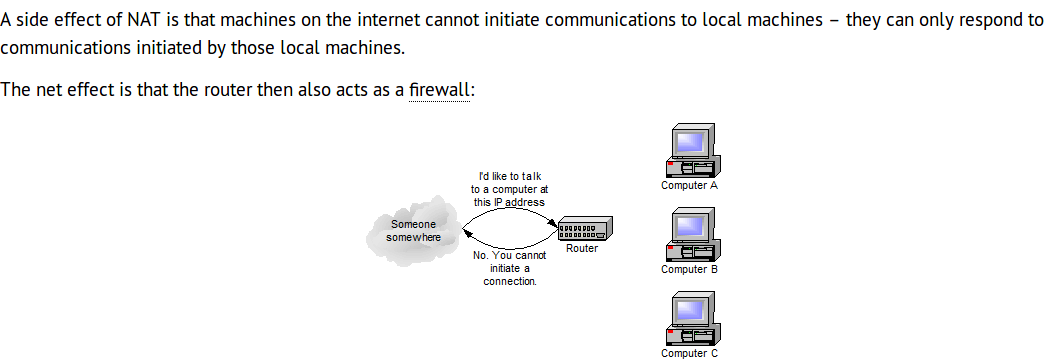 A side effect of NAT is that machines on the internet cannot initiate communications to local machines – they can only respond to
communications initiated by those local machines.
The net effect is that the router then also acts as a firewall:
I'd like to talk
to a computer at
this IP address
Computer A
Someone
somewhere
Router
No. You cannot
initiate a
connection.
Computer B
Computer C